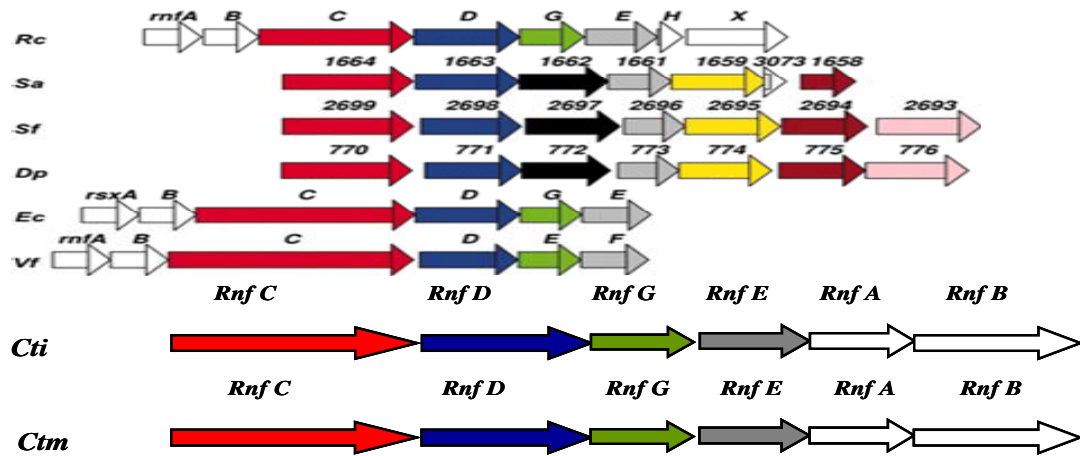 rnfA B C D G E H X
Rc
1664 1663 1662 1661 1659 3073 1658
Sa
2699 2698 2697 2696 2695 2694 2693
Sf
770 771 772 773 774 775 776
Dp
rsxA B C D G E
Ec
rnfA B C D E F
Vf
Rnf C Rnf D Rnf G Rnf E Rnf A Rnf B
Cti
Rnf C Rnf D Rnf G Rnf E Rnf A Rnf B
Ctm